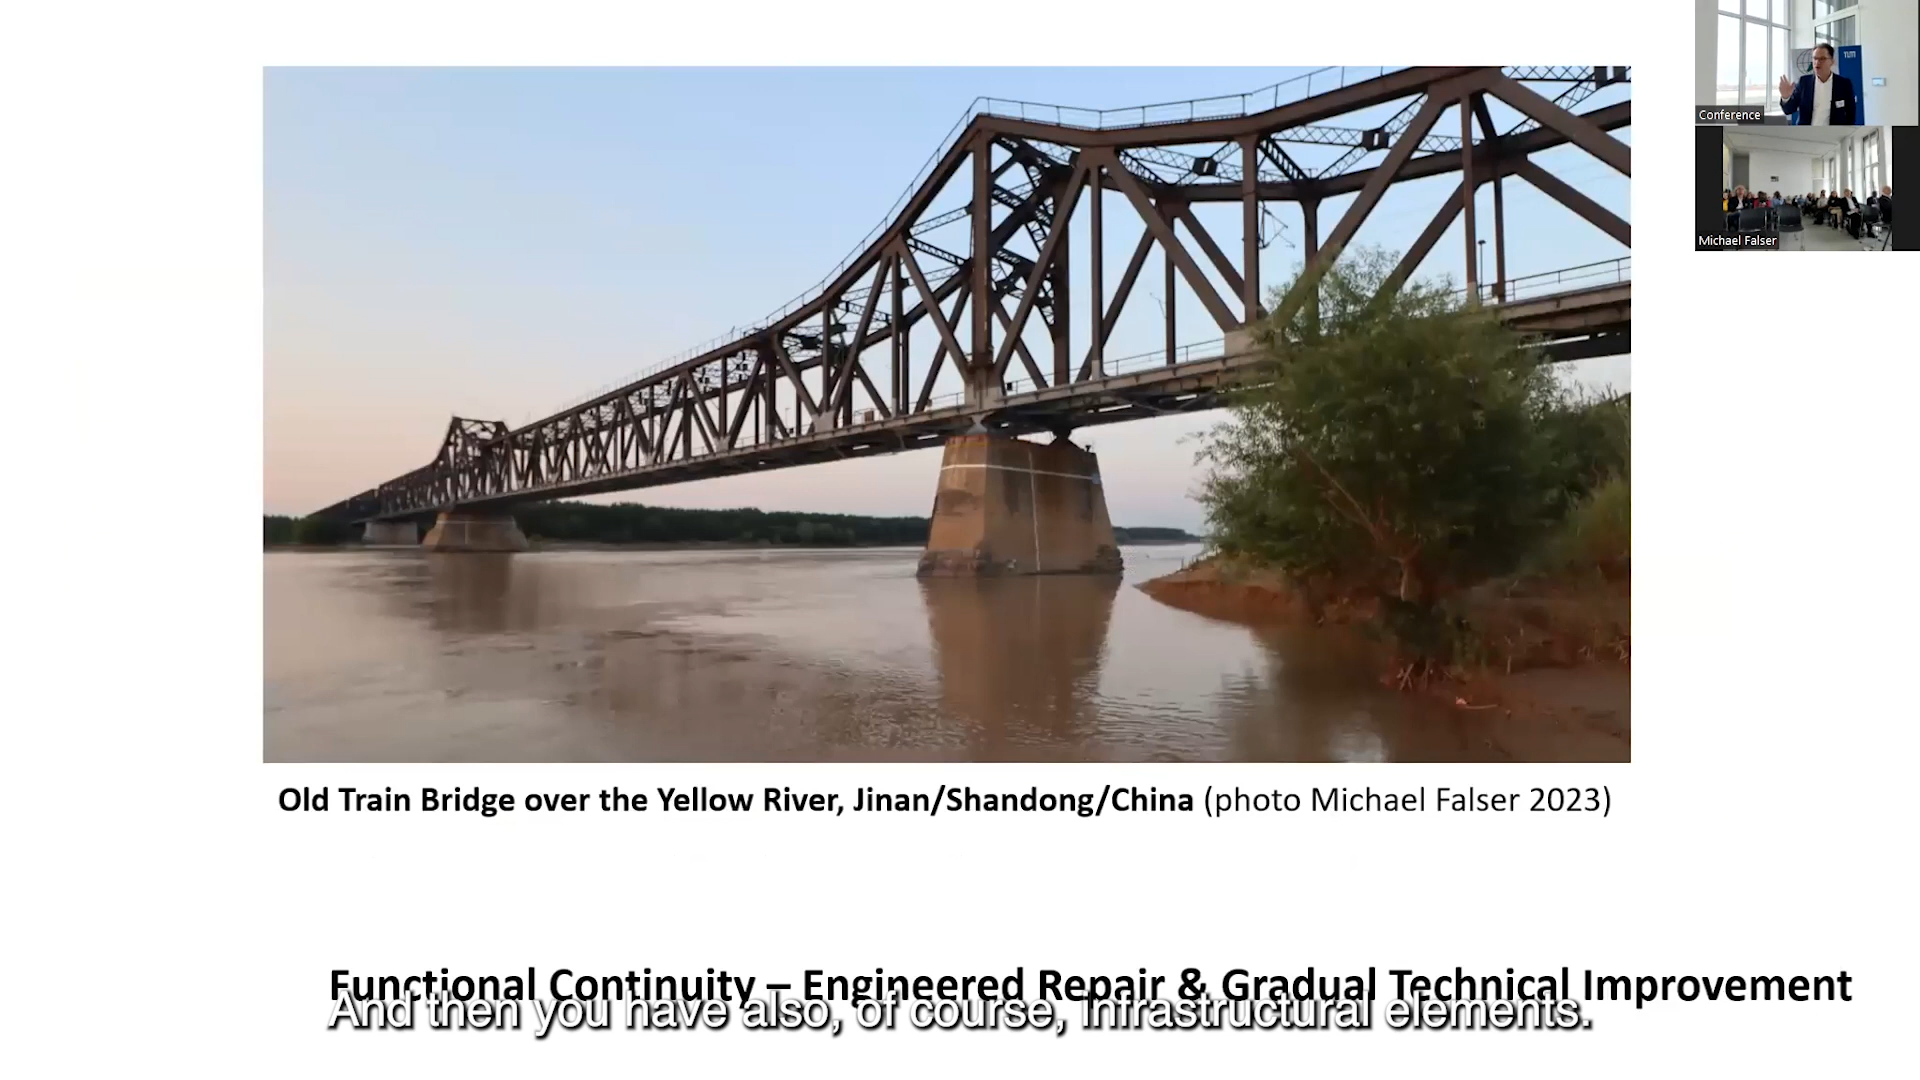 TUM
Conference
Michael Falser
Old Train Bridge over the Yellow River, Jinan/Shandong/China (photo Michael Falser 2023)
Functional Continuity – Engineered Repair & Gradual Technical Improvement
And then you have also, of course, infrastructural elements.